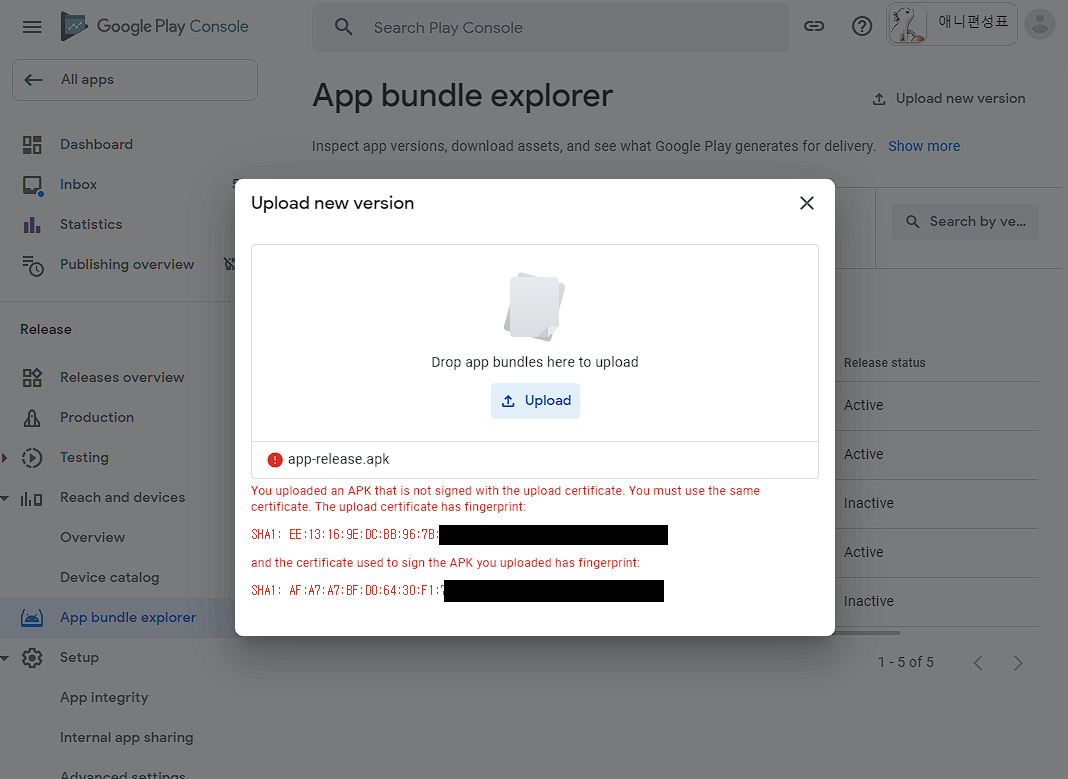 Google Play Console
Search Play Console
애니편성표
All apps
App bundle explorer
Upload new version
Inspect app versions, download assets, and see what Google Play generates for delivery. Show more
Dashboard
Inbox
Statistics
Publishing overview
Search by ve...
Release
Releases overview
Production
Testing
Reach and devices
Overview
Device catalog
App bundle explorer
Setup
App integrity
Internal app sharing
Advanced settings
Upload new version
Drop app bundles here to upload
Upload
app-release.apk
You uploaded an APK that is not signed with the upload certificate. You must use the same
certificate. The upload certificate has fingerprint:
SHA1: EE:13:16:9E:DC:BB:96:7B:
and the certificate used to sign the APK you uploaded has fingerprint:
SHA1: AF:A7:A7:BF:D0:64:30:F1:
Release status
Active
Active
Inactive
Active
Inactive
1 - 5 of 5